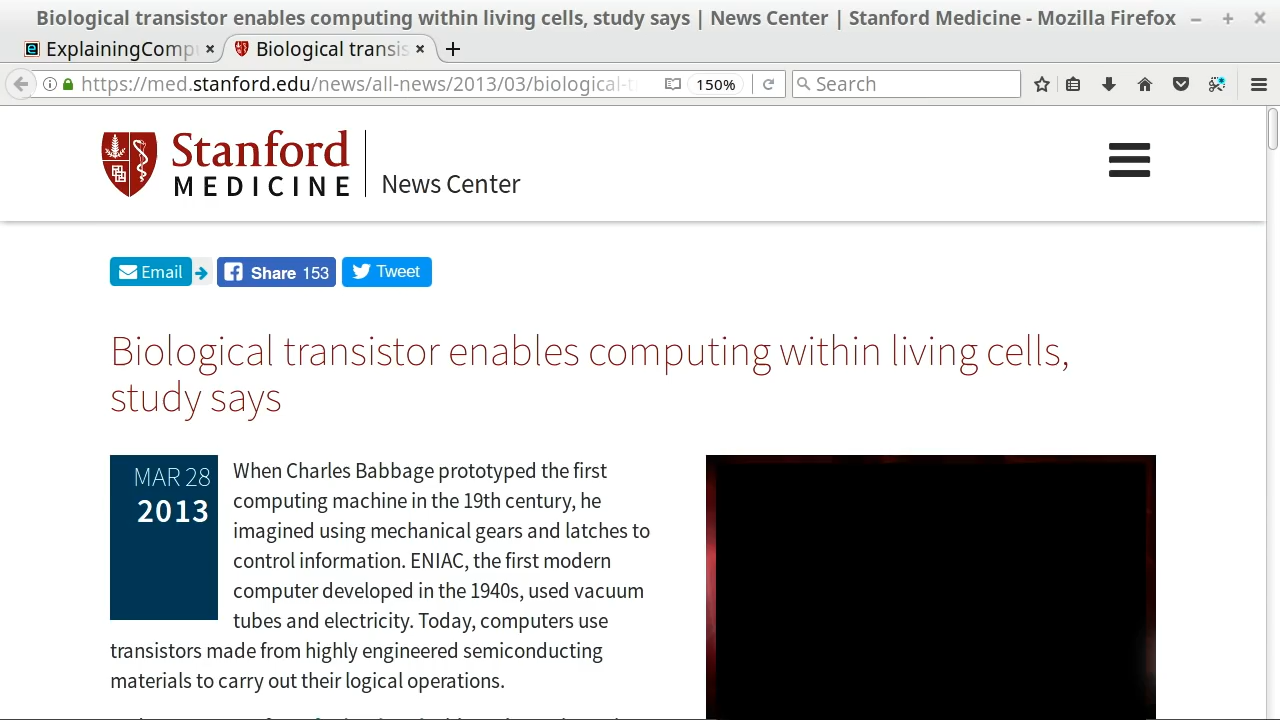 Biological transistor enables computing within living cells, study says | News Center | Stanford Medicine - Mozilla Firefox
ExplainingComp
Biological transis
https://med.stanford.edu/news/all-news/2013/03/biological-t
150%
Search
Stanford
MEDICINE
News Center
Email
Share 153
Tweet
Biological transistor enables computing within living cells,
study says
MAR 28
2013
When Charles Babbage prototyped the first
computing machine in the 19th century, he
imagined using mechanical gears and latches to
control information. ENIAC, the first modern
computer developed in the 1940s, used vacuum
tubes and electricity. Today, computers use
transistors made from highly engineered semiconducting
materials to carry out their logical operations.